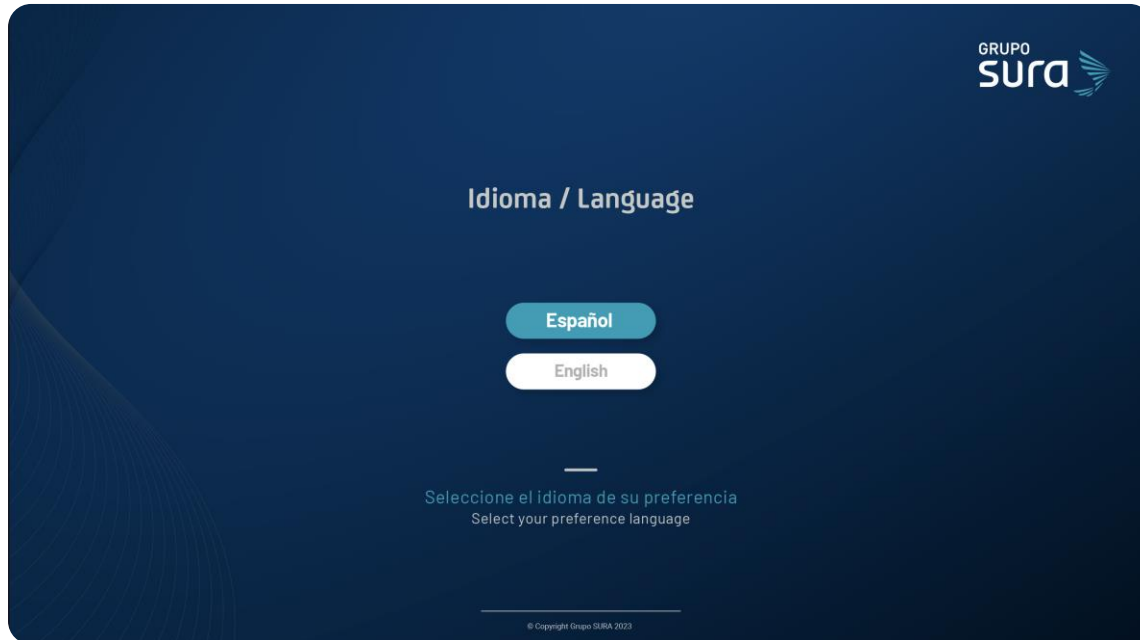 GRUPO
sura
Idioma / Language
Español
English
Seleccione el idioma de su preferencia
Select your preference language
© Copyright Grupo SURA 2023